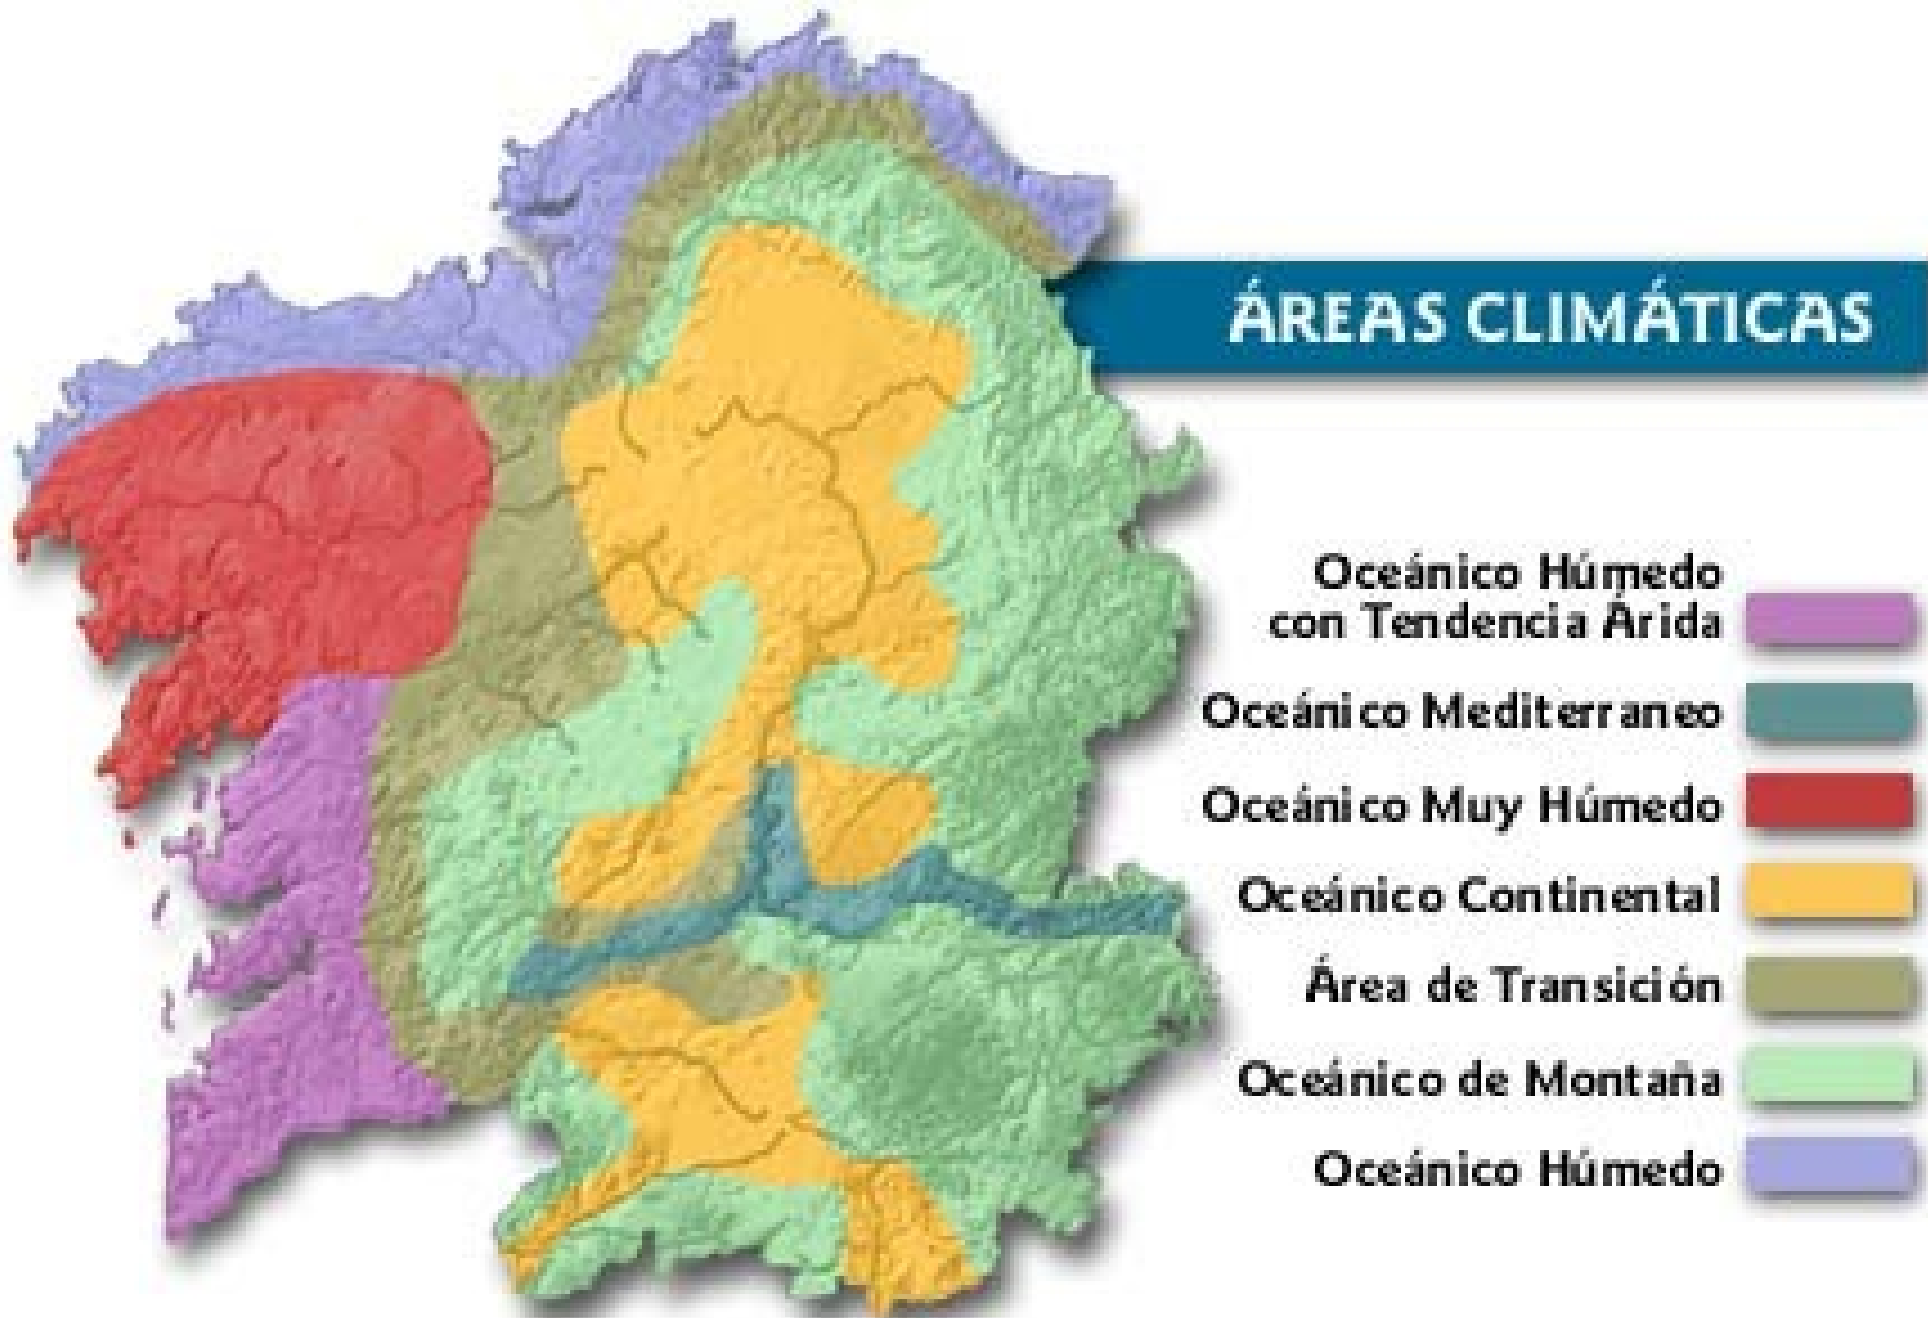 ÁREAS CLIMÁTICAS
Oceánico Húmedo
con Tendencia Árida
Oceánico Mediterraneo
Oceánico Muy Húmedo
Oceánico Continental
Área de Transición
Oceánico de Montaña
Oceánico Húmedo